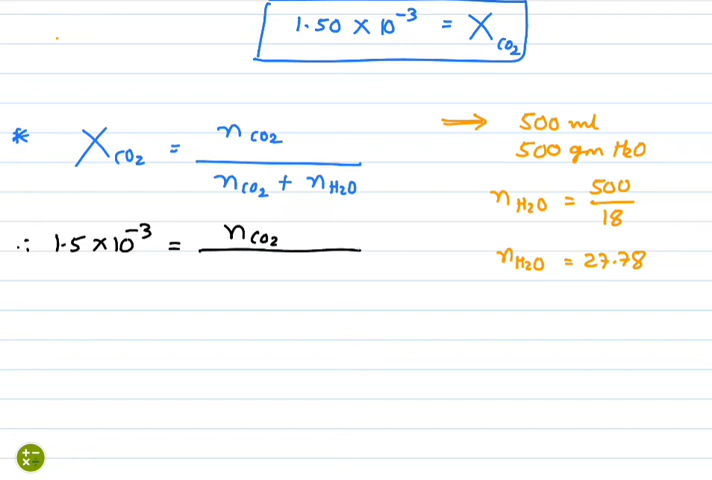 1.50 × 10⁻³ = X_CO2
* X_CO2 = n_CO2 / n_CO2 + n_H2O
∴ 1.5 × 10⁻³ = n_CO2 /
⟹ 500 ml
500 gm H2O
n_H2O = 500 / 18
n_H2O = 27.78